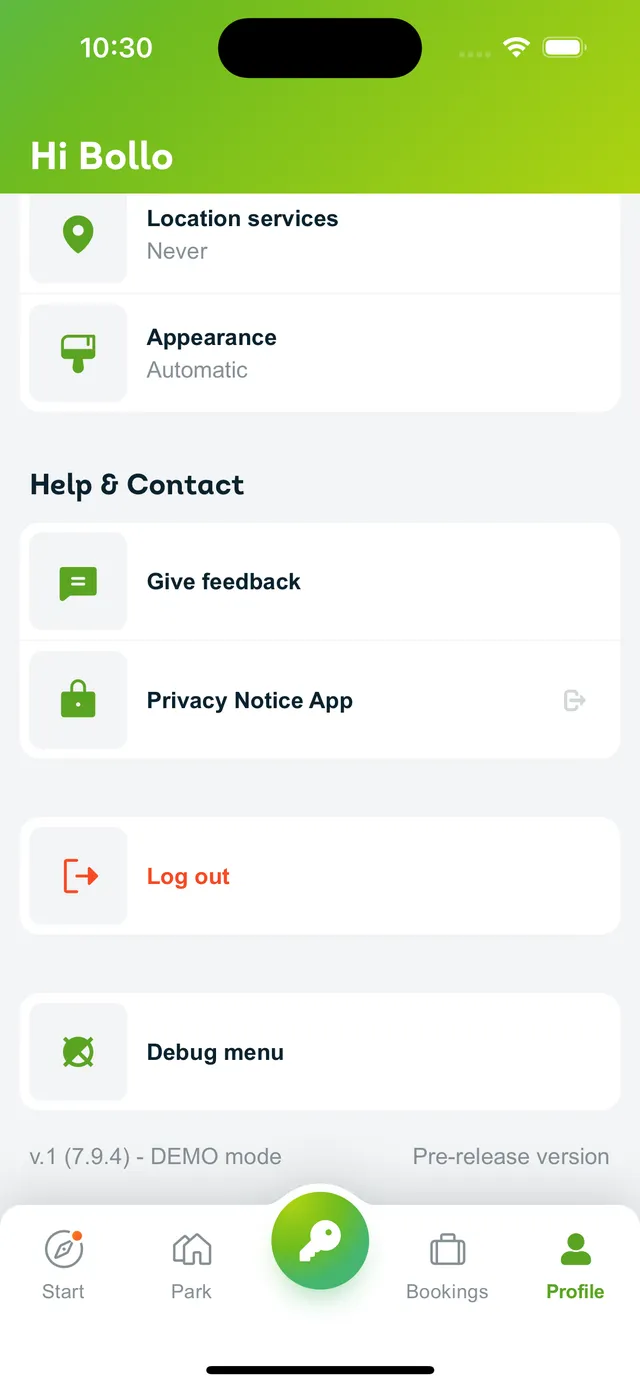 10:30
Hi Bollo
Location services
Never
Appearance
Automatic
Help & Contact
Give feedback
Privacy Notice App
Log out
Debug menu
v.1 (7.9.4) - DEMO mode
Pre-release version
Start
Park
Bookings
Profile